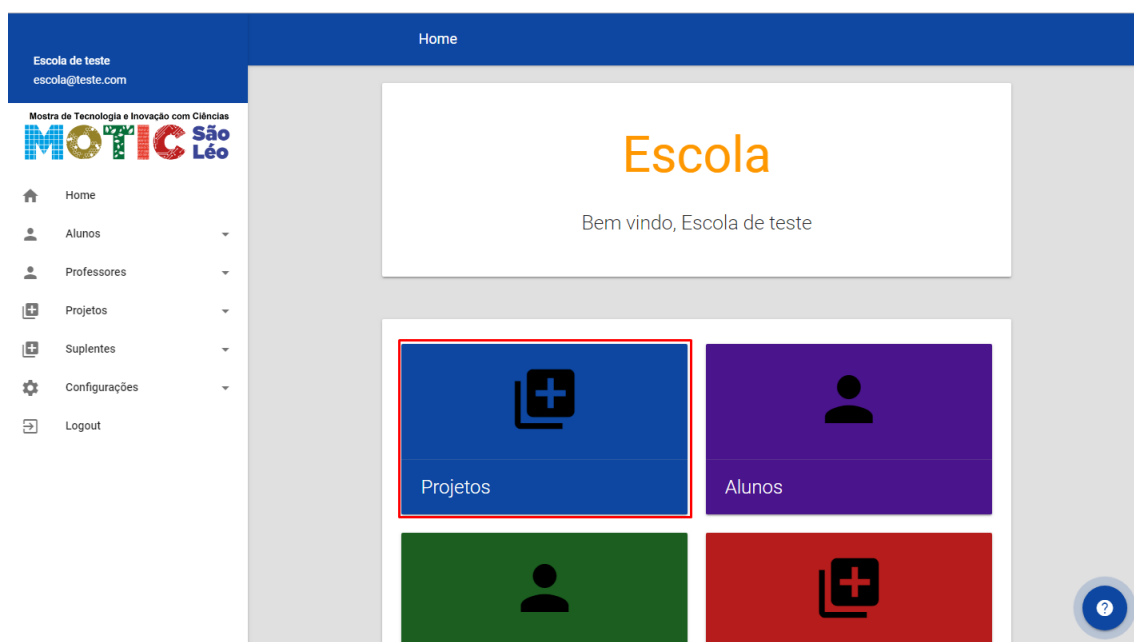 Home
Escola de teste
escola@teste.com
Mostra de Tecnologia e Inovação com Ciências
MOTIC São Léo
Home
Alunos
Professores
Projetos
Suplentes
Configurações
Logout
Escola
Bem vindo, Escola de teste
Projetos
Alunos